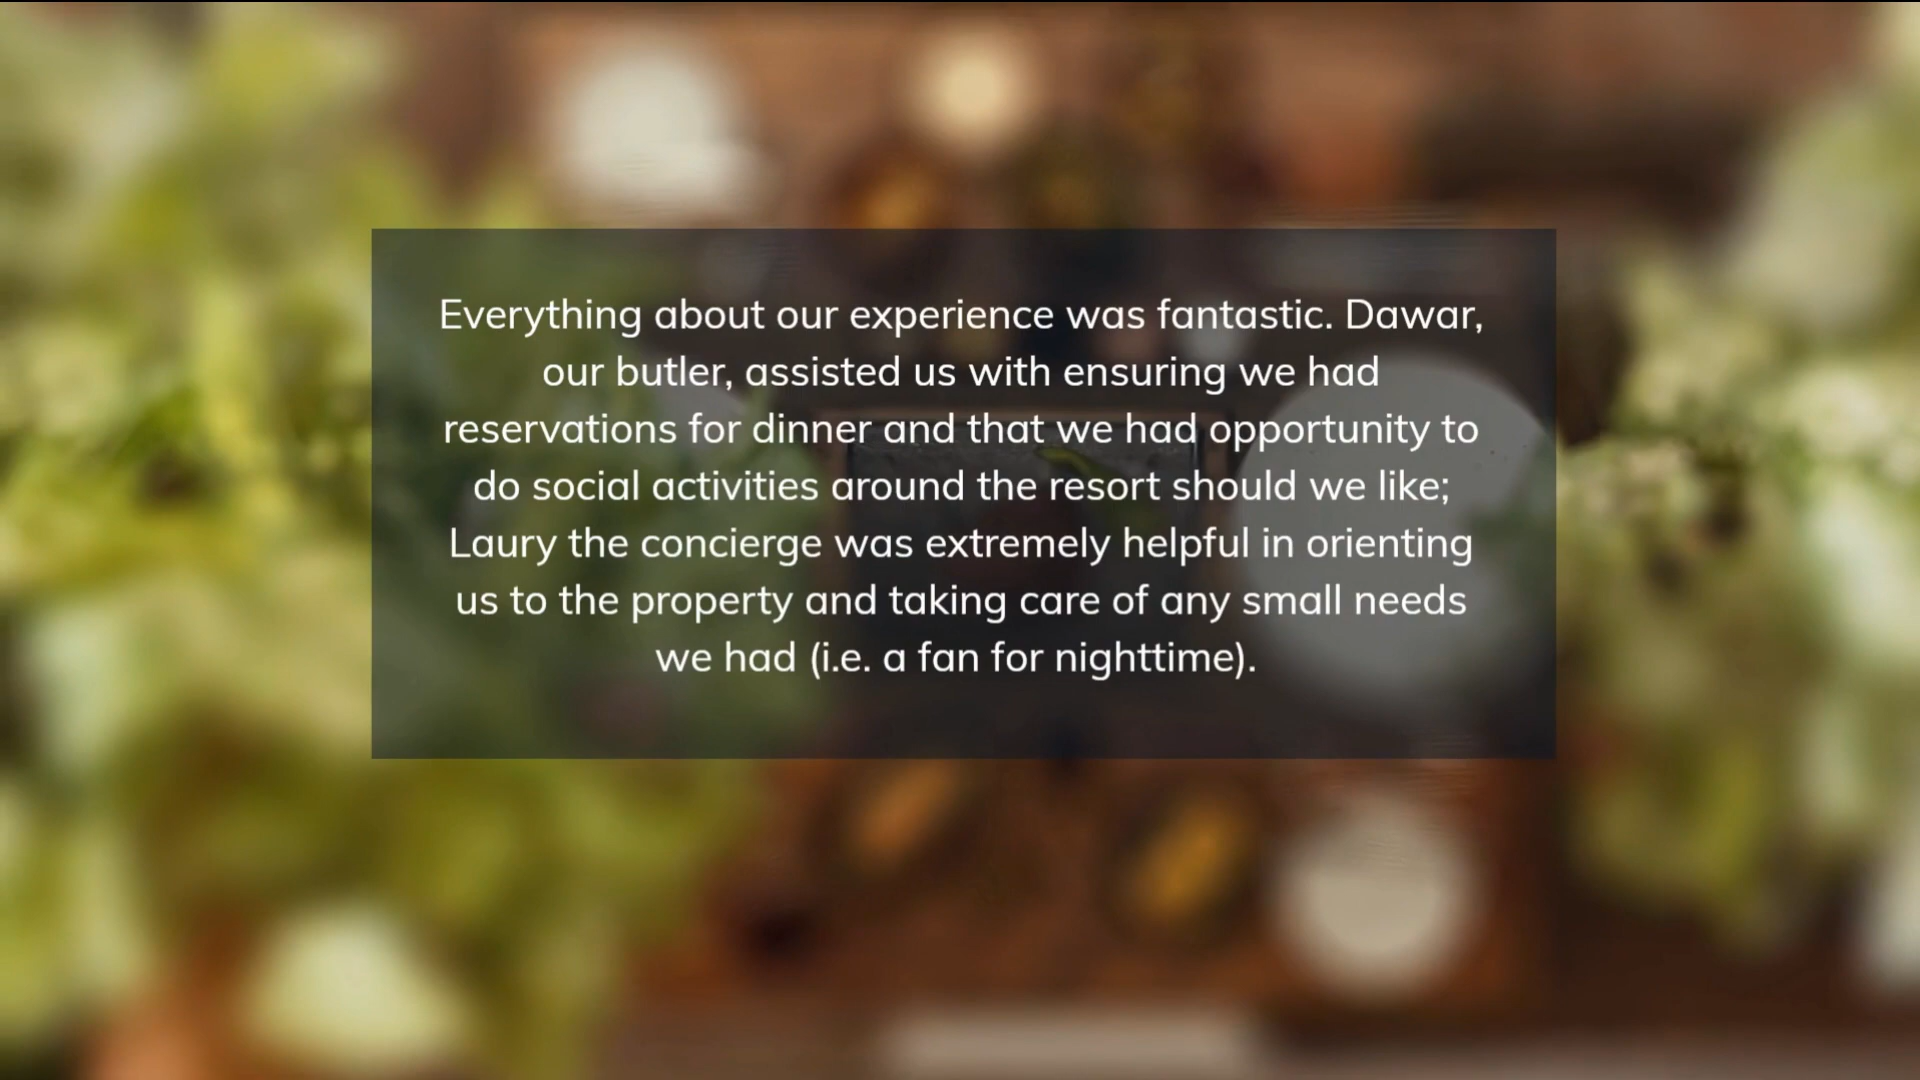 Everything about our experience was fantastic. Dawar,
our butler, assisted us with ensuring we had
reservations for dinner and that we had opportunity to
do social activities around the resort should we like;
Laury the concierge was extremely helpful in orienting
us to the property and taking care of any small needs
we had (i.e. a fan for nighttime).